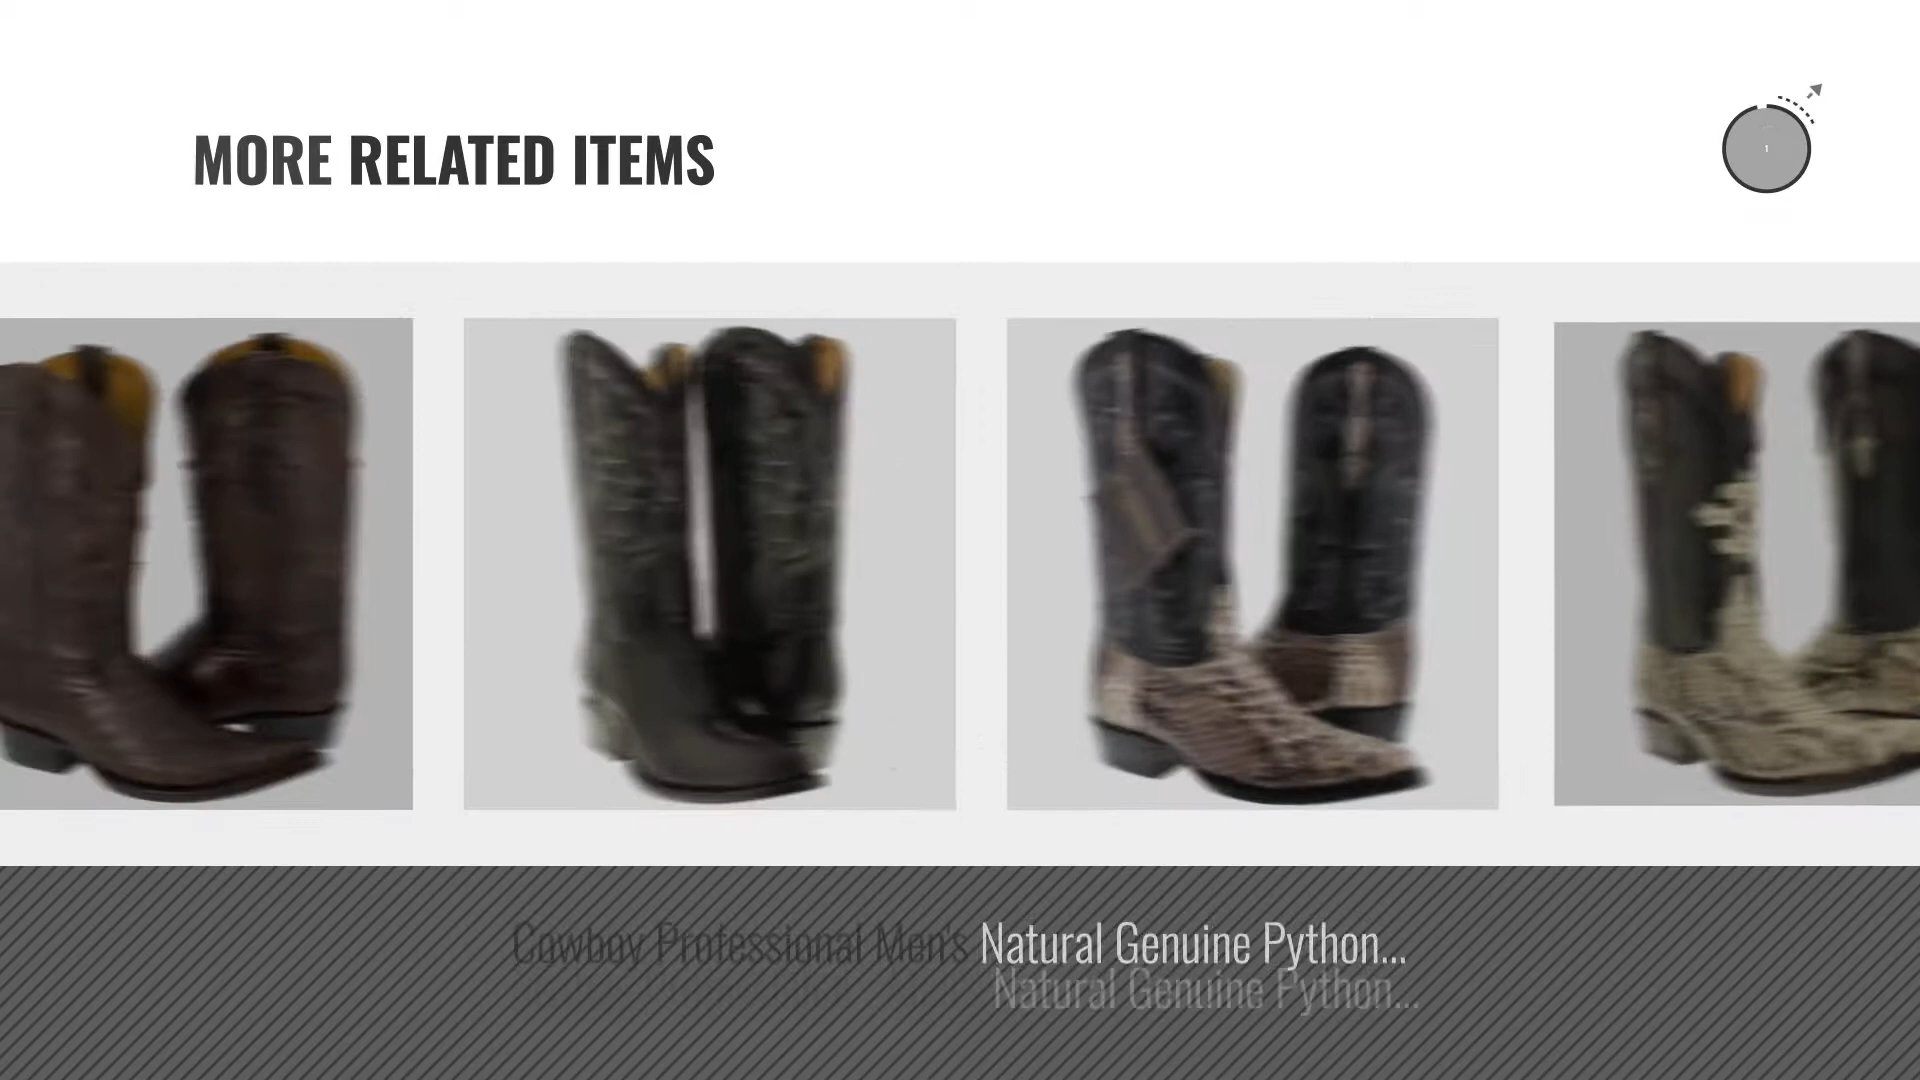 MORE RELATED ITEMS
Cowboy Professional Men's Natural Genuine Python...
Natural Genuine Python...